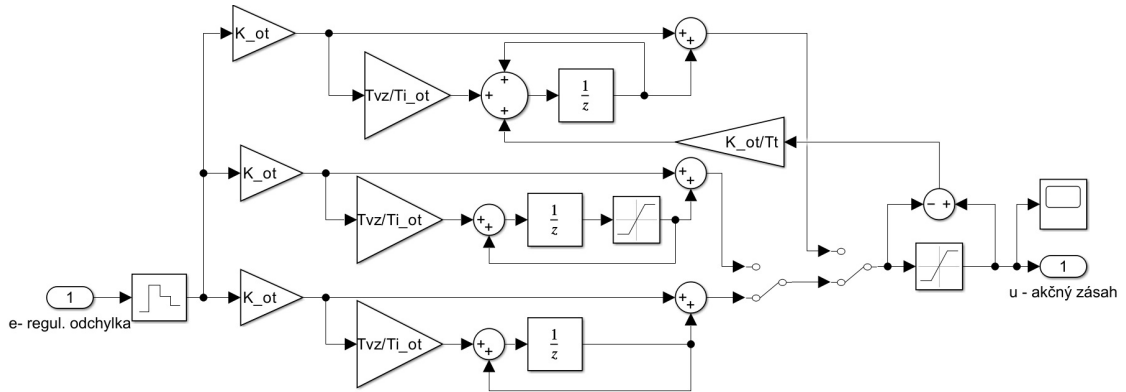 K_ot
+
+
Tvz/Ti_ot
+
+
+
1
z
K_ot/Tt
K_ot
+
+
Tvz/Ti_ot
+
+
1
z
− +
1
e- regul. odchylka
K_ot
+
+
1
u - akčný zásah
Tvz/Ti_ot
+
+
1
z